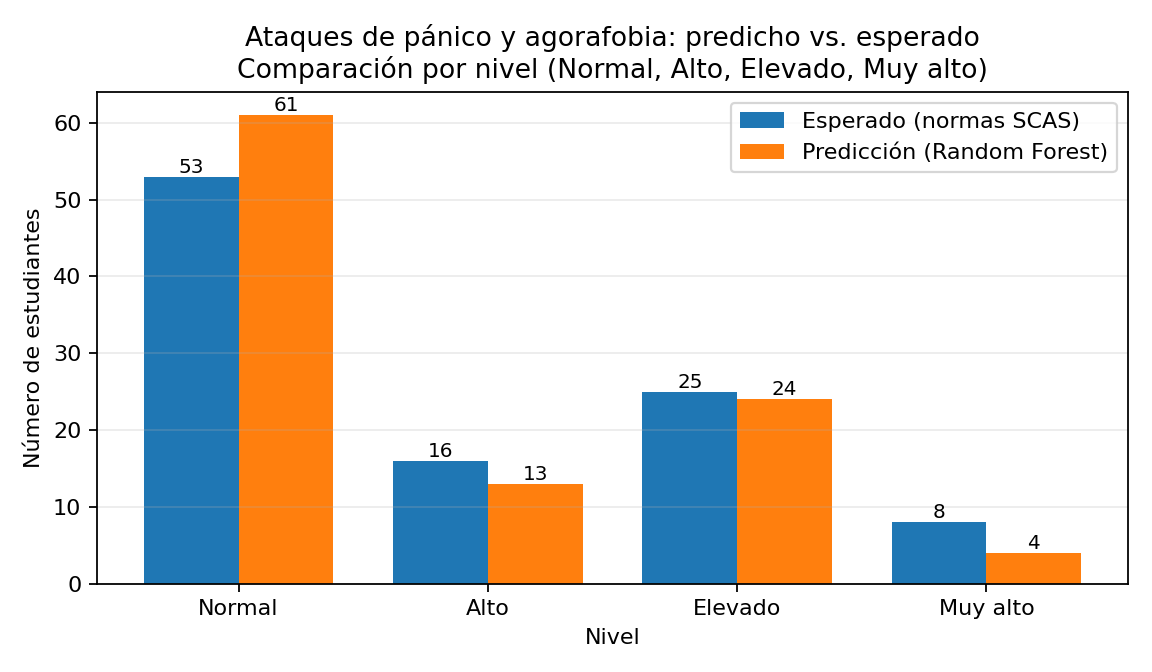 Ataques de pánico y agorafobia: predicho vs. esperado
Comparación por nivel (Normal, Alto, Elevado, Muy alto)
Esperado (normas SCAS)
Predicción (Random Forest)
Número de estudiantes
60
50
40
30
20
10
0
53
61
16
13
25
24
8
4
Normal
Alto
Elevado
Muy alto
Nivel